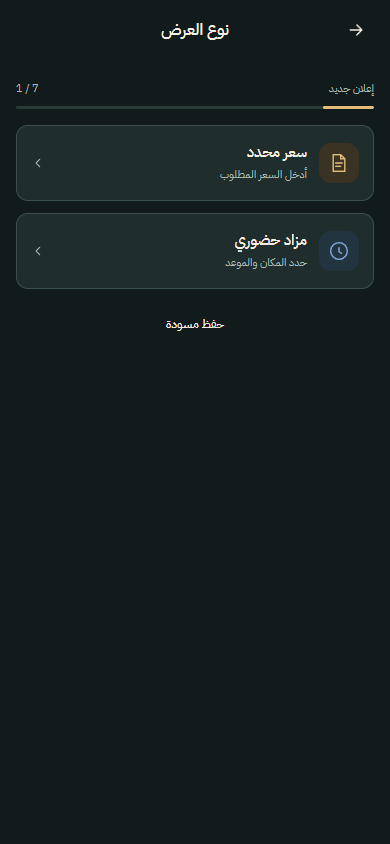 نوع العرض
إعلان جديد
1 / 7
سعر محدد
أدخل السعر المطلوب
مزاد حضوري
حدد المكان والموعد
حفظ مسودة